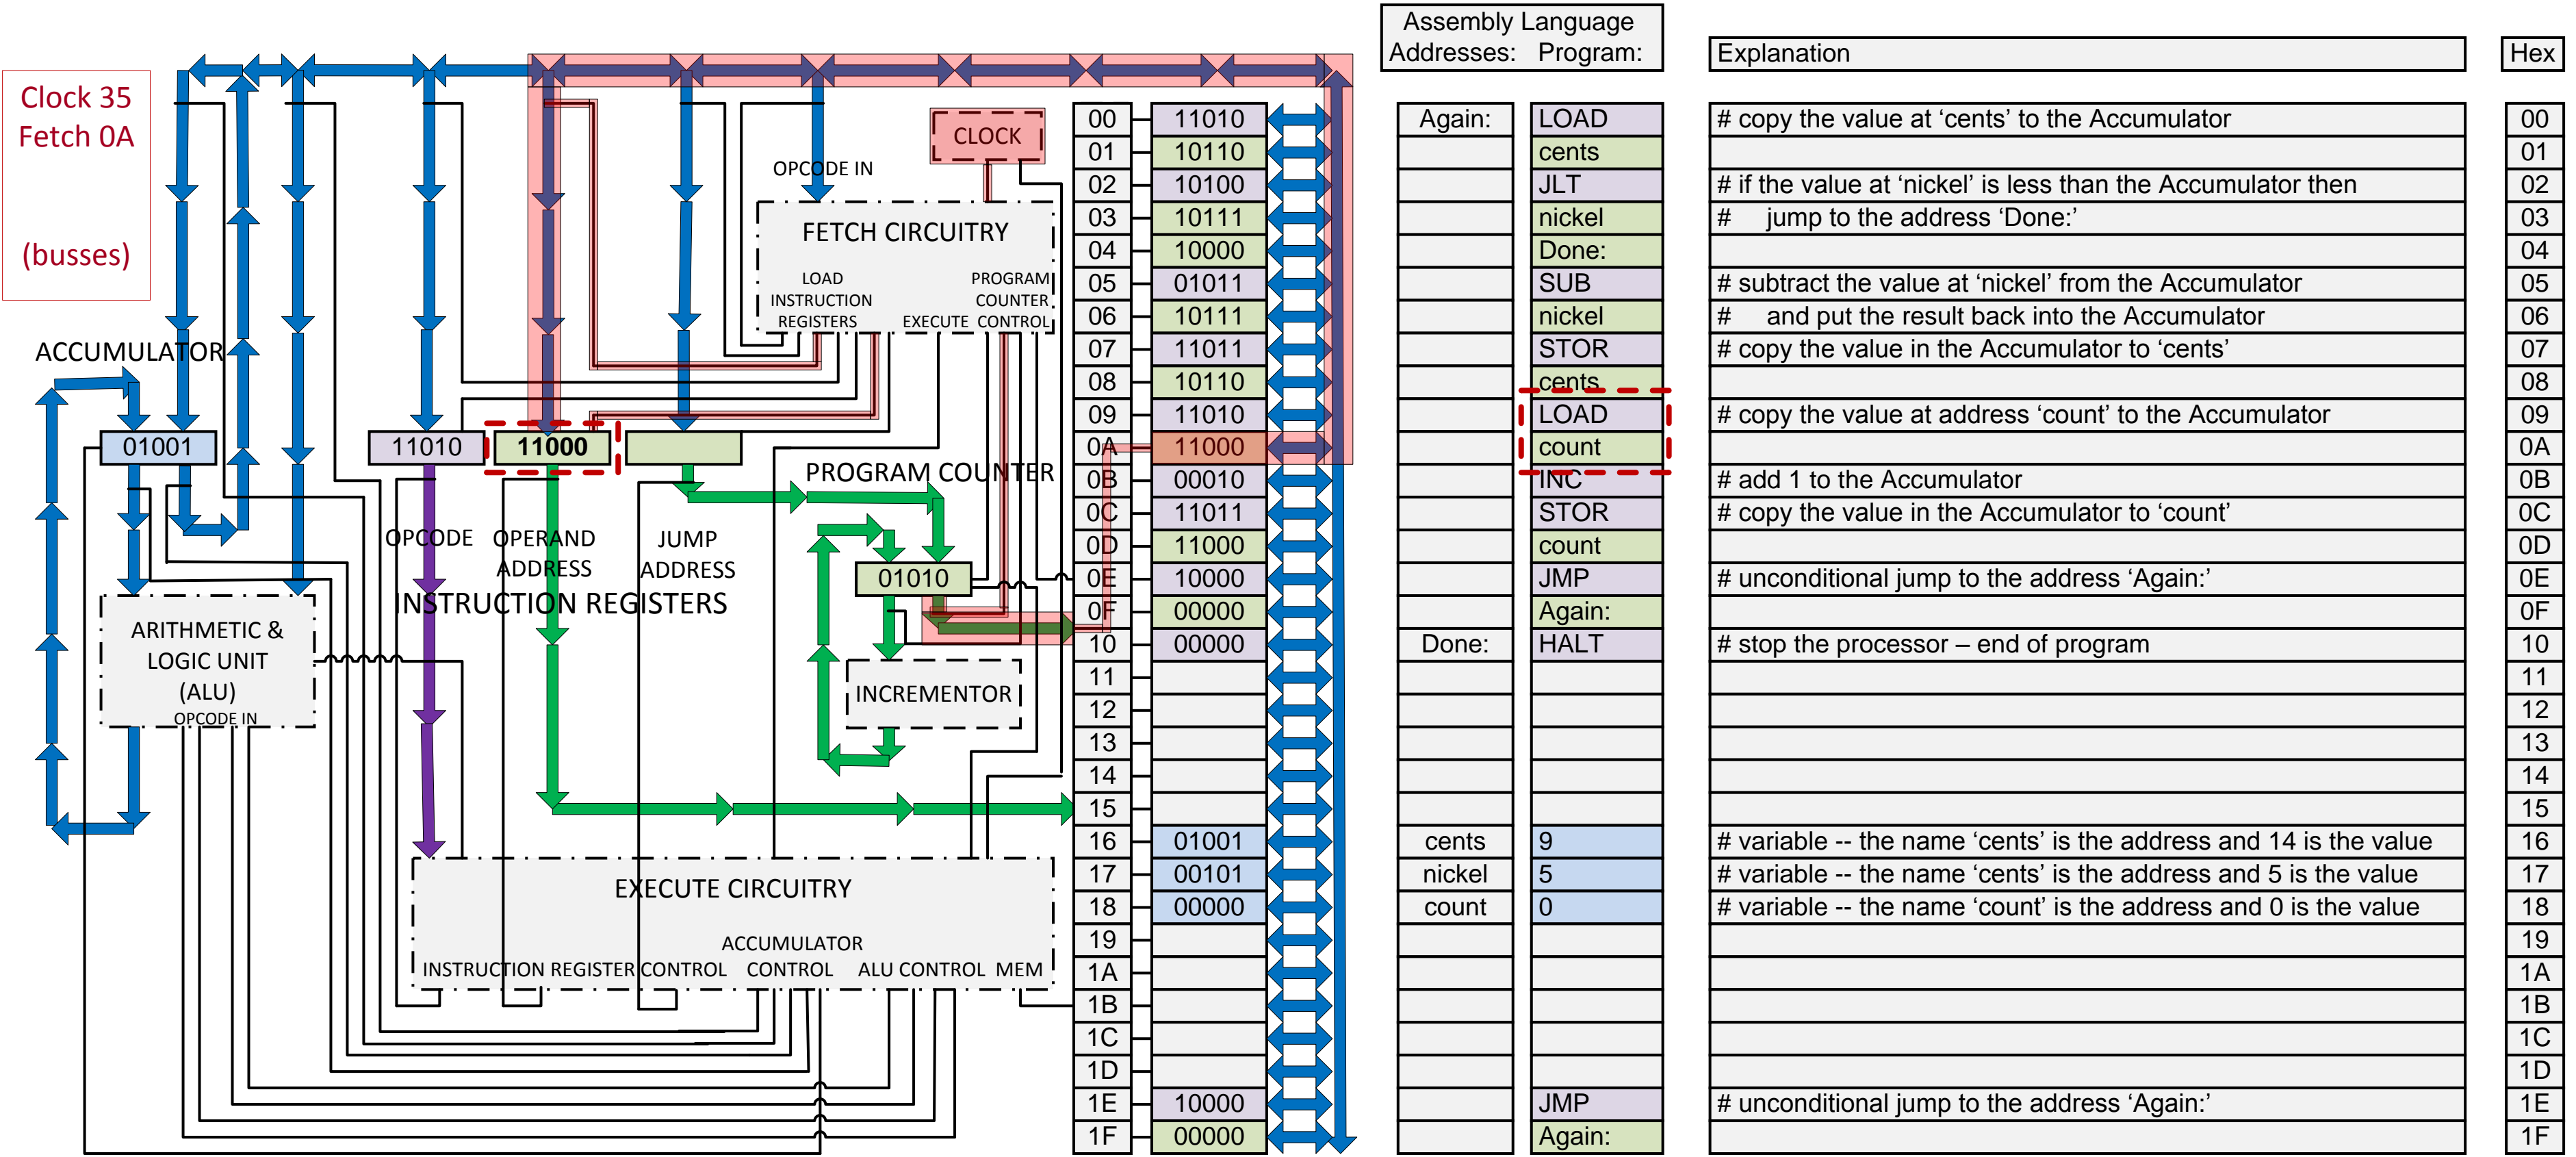 Clock 35
Fetch 0A
(busses)
CLOCK
OPCODE IN
FETCH CIRCUITRY
LOAD
INSTRUCTION
REGISTERS
EXECUTE
PROGRAM
COUNTER
CONTROL
ACCUMULATOR
01001
11010
11000
PROGRAM COUNTER
OPCODE
OPERAND
ADDRESS
JUMP
ADDRESS
INSTRUCTION REGISTERS
01010
INCREMENTOR
ARITHMETIC &
LOGIC UNIT
(ALU)
OPCODE IN
EXECUTE CIRCUITRY
INSTRUCTION REGISTER CONTROL
ACCUMULATOR
CONTROL
ALU CONTROL
MEM
Assembly Language
Addresses: Program:
Explanation
Hex
00 11010 Again: LOAD # copy the value at ‘cents’ to the Accumulator 00
01 10110 cents 01
02 10100 JLT # if the value at ‘nickel’ is less than the Accumulator then 02
03 10111 nickel # jump to the address ‘Done:’ 03
04 10000 Done: 04
05 01011 SUB # subtract the value at ‘nickel’ from the Accumulator 05
06 10111 nickel # and put the result back into the Accumulator 06
07 11011 STOR # copy the value in the Accumulator to ‘cents’ 07
08 10110 cents 08
09 11010 LOAD # copy the value at address ‘count’ to the Accumulator 09
0A 11000 count 0A
0B 00010 INC # add 1 to the Accumulator 0B
0C 11011 STOR # copy the value in the Accumulator to ‘count’ 0C
0D 11000 count 0D
0E 10000 JMP # unconditional jump to the address ‘Again:’ 0E
0F 00000 Again: 0F
10 00000 Done: HALT # stop the processor – end of program 10
11 11
12 12
13 13
14 14
15 15
16 01001 cents 9 # variable -- the name ‘cents’ is the address and 14 is the value 16
17 00101 nickel 5 # variable -- the name ‘cents’ is the address and 5 is the value 17
18 00000 count 0 # variable -- the name ‘count’ is the address and 0 is the value 18
19 19
1A 1A
1B 1B
1C 1C
1D 1D
1E 10000 JMP # unconditional jump to the address ‘Again:’ 1E
1F 00000 Again: 1F